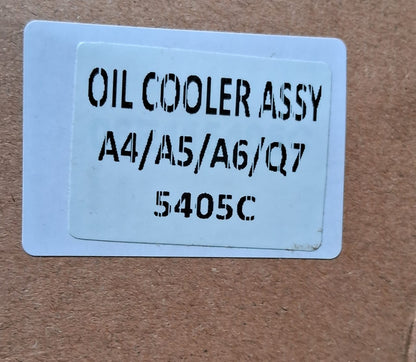 OIL COOLER ASSY
A4/A5/A6/Q7
5405C